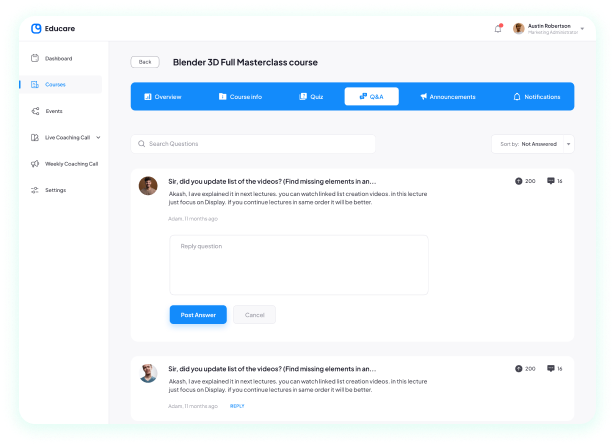 Educare
Austin Robertson
Marketing Administrator
Dashboard
Courses
Events
Live Coaching Call
Weekly Coaching Call
Settings
Back
Blender 3D Full Masterclass course
Overview
Course info
Quiz
Q&A
Announcements
Notifications
Search Questions
Sort by: Not Answered
Sir, did you update list of the videos? (Find missing elements in an...
200
16
Akash, I ave explained it in next lectures. you can watch linked list creation videos. in this lecture
just focus on Display. if you continue lectures in same order it will be better.
Adam, 11 months ago
Reply question
Post Answer
Cancel
Sir, did you update list of the videos? (Find missing elements in an...
200
16
Akash, I ave explained it in next lectures. you can watch linked list creation videos. in this lecture
just focus on Display. if you continue lectures in same order it will be better.
Adam, 11 months ago
REPLY